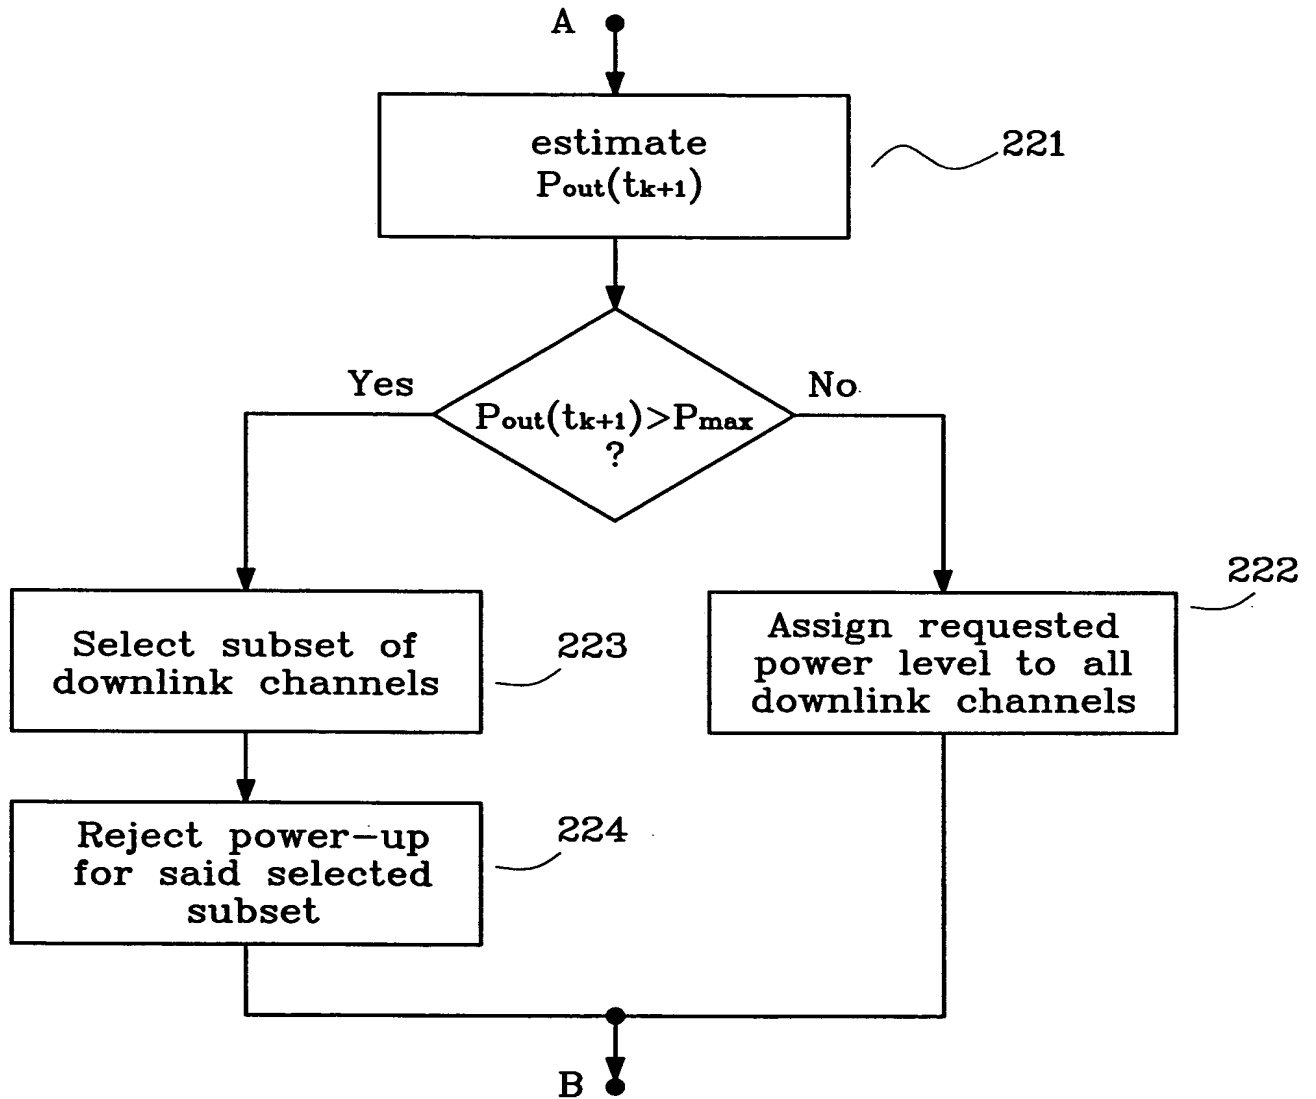 A
estimate
Pout(tk+1)
221
Yes
No
Pout(tk+1)>Pmax
?
222
Select subset of
downlink channels
223
Assign requested
power level to all
downlink channels
Reject power-up
for said selected
subset
224
B